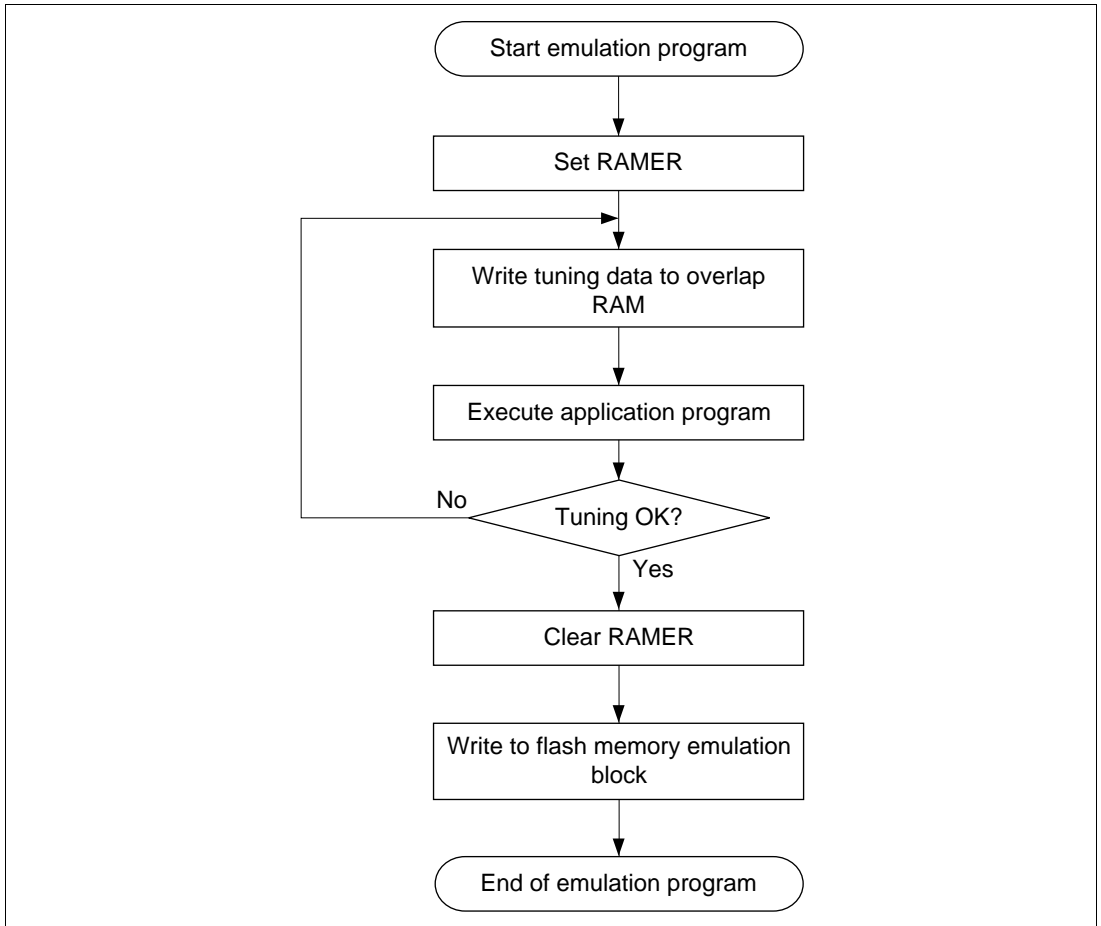 Start emulation program
Set RAMER
Write tuning data to overlap
RAM
Execute application program
No
Tuning OK?
Yes
Clear RAMER
Write to flash memory emulation
block
End of emulation program